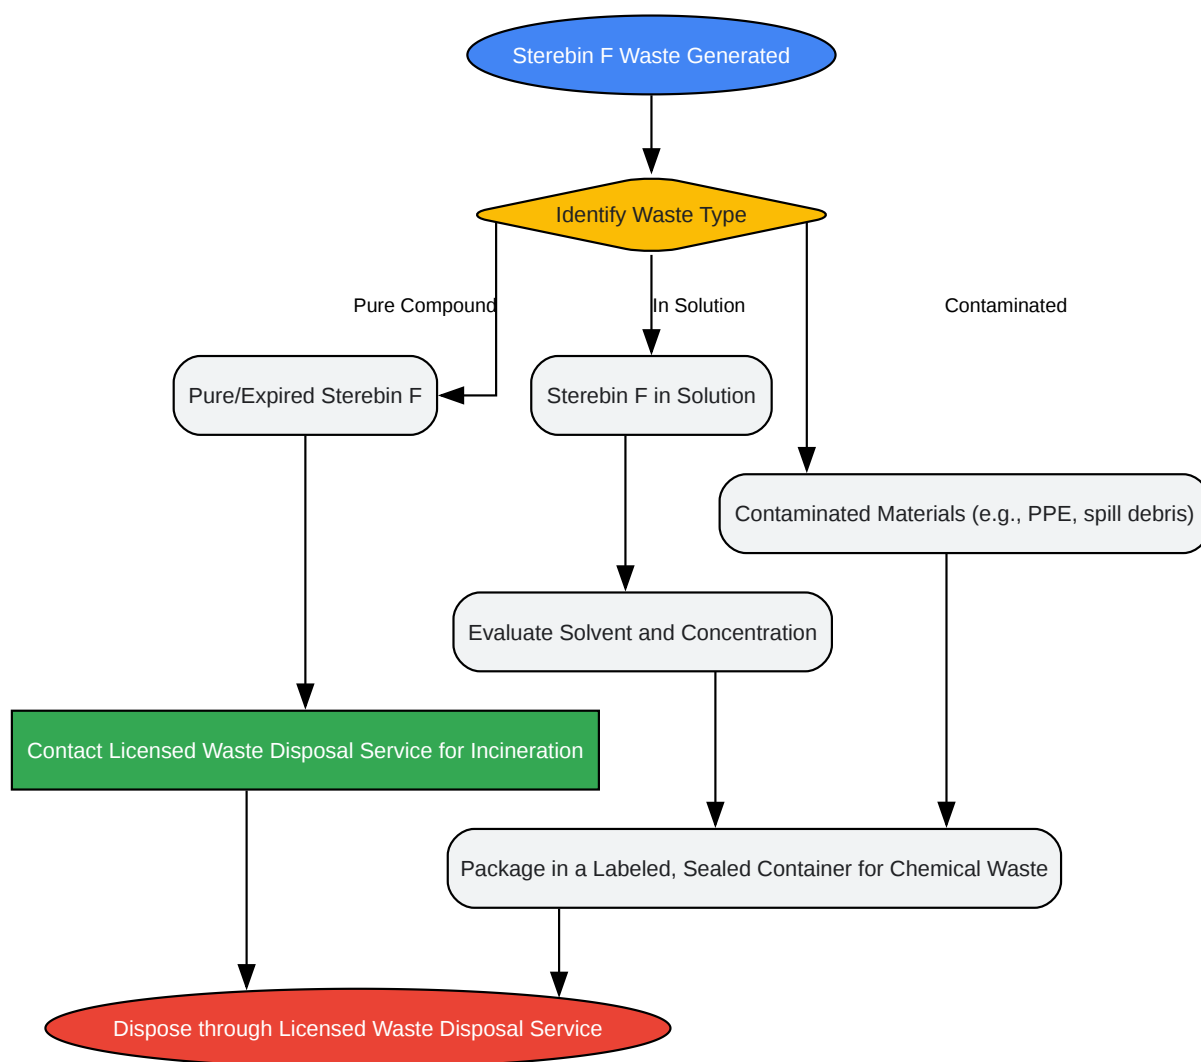 Sterebin F Waste Generated
Identify Waste Type
Pure Compound
In Solution
Contaminated
Pure/Expired Sterebin F
Sterebin F in Solution
Contaminated Materials (e.g., PPE, spill debris)
Evaluate Solvent and Concentration
Contact Licensed Waste Disposal Service for Incineration
Package in a Labeled, Sealed Container for Chemical Waste
Dispose through Licensed Waste Disposal Service